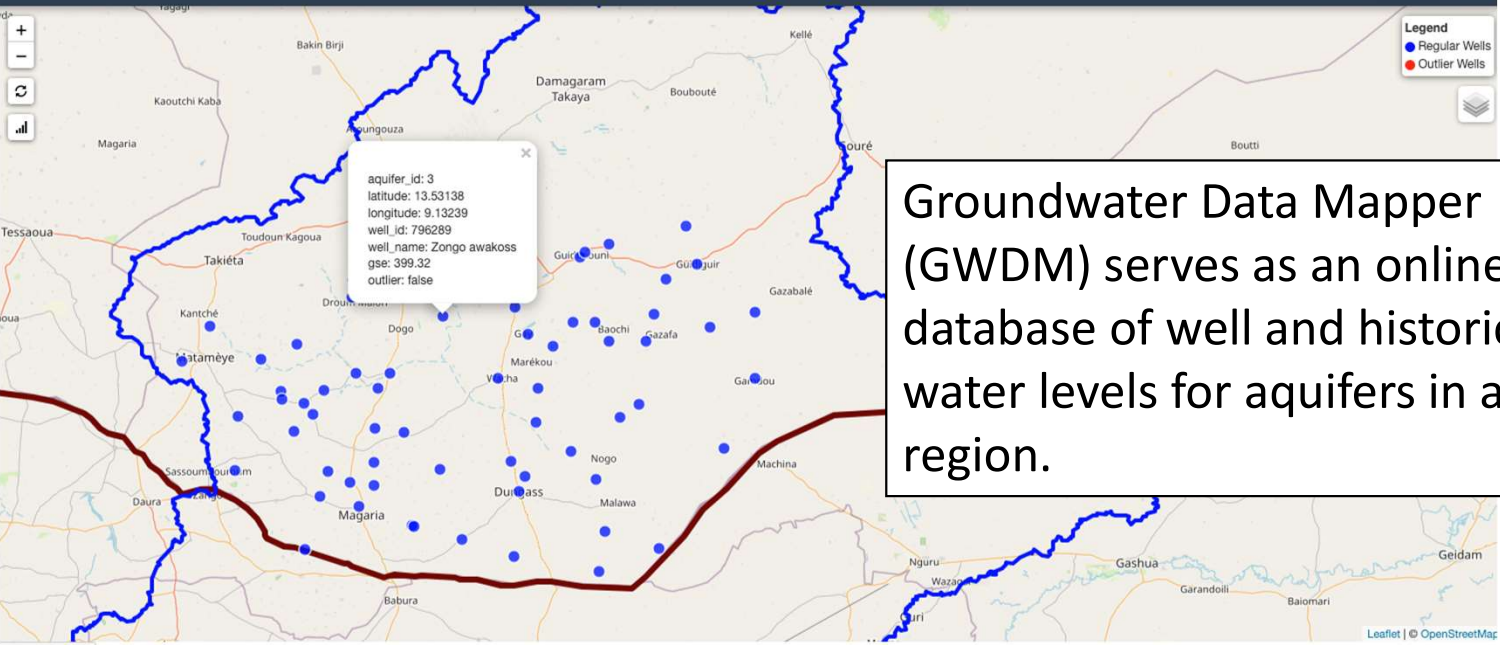 Yagagi
+
−
Bakin Birji
Kellé
Legend
Regular Wells
Outlier Wells
Damagaram
Takaya
Boubouté
Kaoutchi Kaba
Magaria
Boutti
×
aquifer_id: 3
latitude: 13.53138
longitude: 9.13239
well_id: 796289
well_name: Zongo awakoss
gse: 399.32
outlier: false
Groundwater Data Mapper
(GWDM) serves as an online
database of well and historic
water levels for aquifers in a
region.
Tessaoua
Toudoun Kagoua
Takiéta
Gazabalé
Kantché
Dogo
Baochi
Gazafa
Matamèye
Marékou
Nogo
Machina
Daura
Malawa
Magaria
Nguru
Gashua
Geidam
Garandoili
Baiomari
Babura
Leaflet | © OpenStreetMap